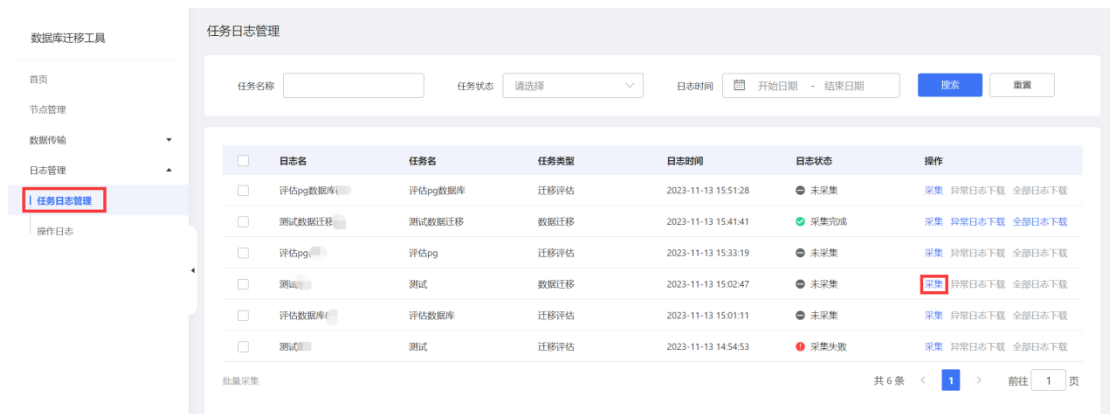 数据库迁移工具
首页
节点管理
数据传输
日志管理
任务日志管理
操作日志
任务日志管理
任务名称 任务状态 请选择 日志时间 开始日期 - 结束日期 搜索 重置
日志名 任务名 任务类型 日志时间 日志状态 操作
评估pg数据库( 评估pg数据库 迁移评估 2023-11-13 15:51:28 未采集 采集 异常日志下载 全部日志下载
测试数据迁移 测试数据迁移 数据迁移 2023-11-13 15:41:41 采集完成 采集 异常日志下载 全部日志下载
评估pg( 评估pg 迁移评估 2023-11-13 15:33:19 未采集 采集 异常日志下载 全部日志下载
测试 测试 数据迁移 2023-11-13 15:02:47 未采集 采集 异常日志下载 全部日志下载
评估数据库( 评估数据库 迁移评估 2023-11-13 15:01:11 未采集 采集 异常日志下载 全部日志下载
测试 测试 迁移评估 2023-11-13 14:54:53 采集失败 采集 异常日志下载 全部日志下载
批量采集 共 6 条 < 1 > 前往 1 页